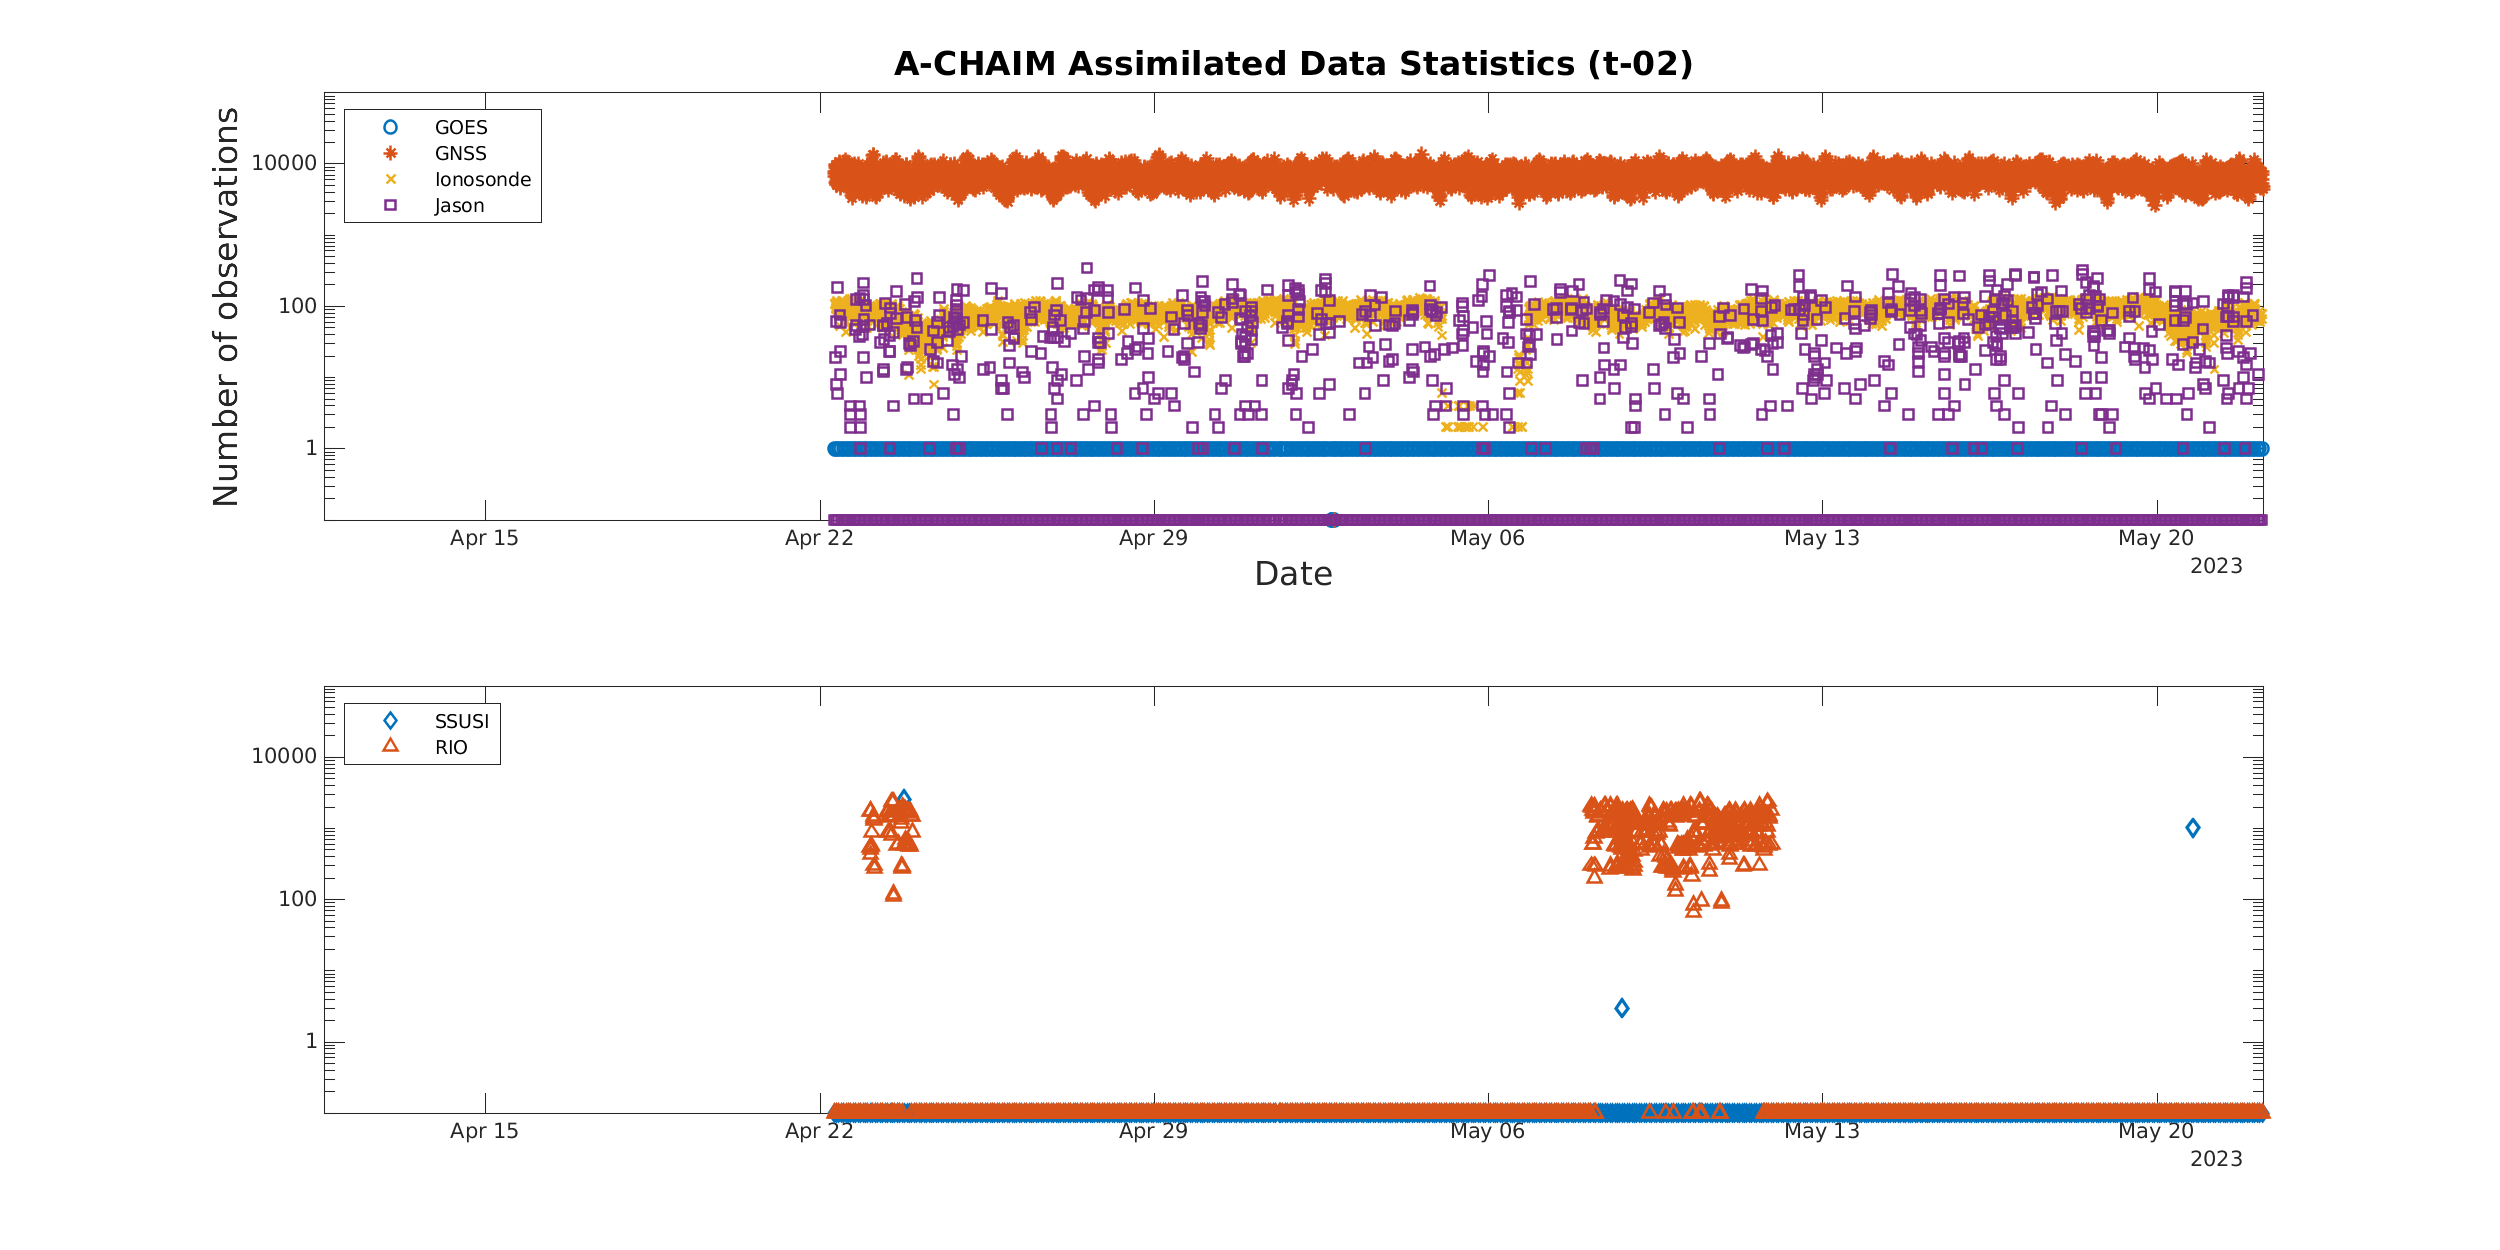 A-CHAIM Assimilated Data Statistics (t-02)
Number of observations
10000
100
1
GOES
GNSS
Ionosonde
Jason
Apr 15 Apr 22 Apr 29 May 06 May 13 May 20
2023
Date
10000
100
1
SSUSI
RIO
Apr 15 Apr 22 Apr 29 May 06 May 13 May 20
2023